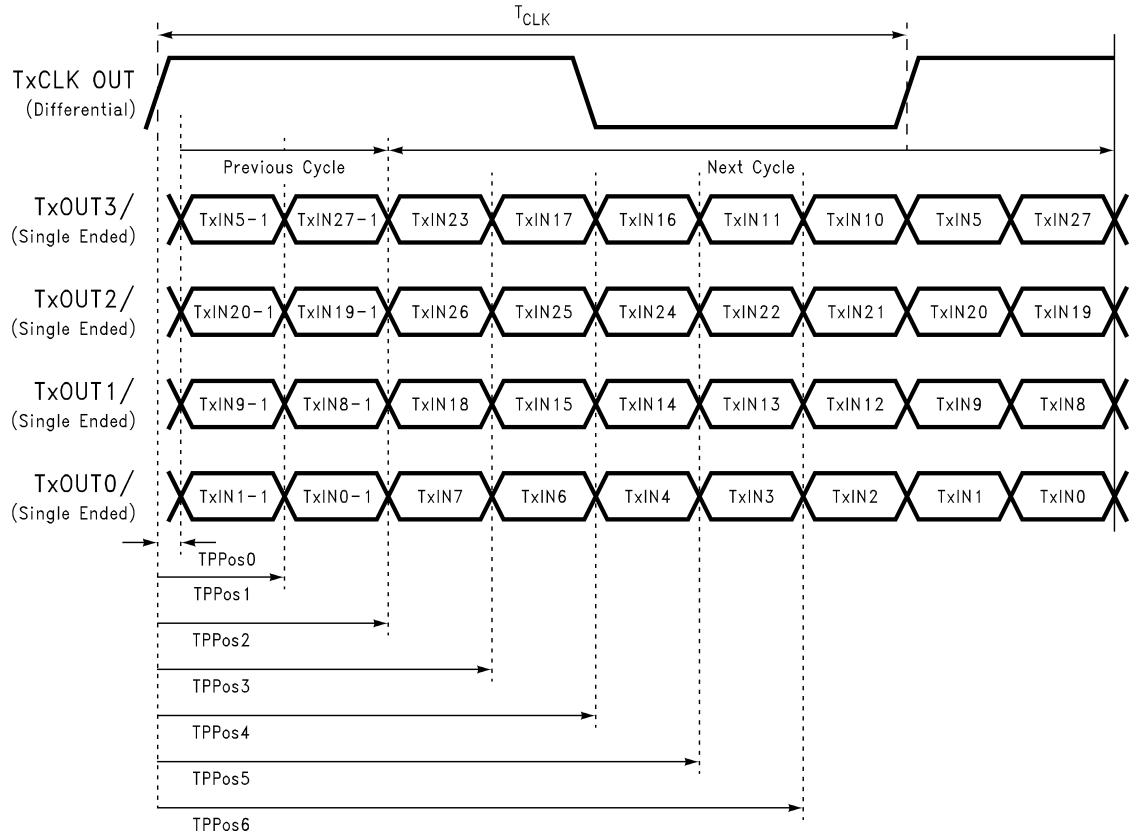 TCLK
TxCLK OUT
(Differential)
Previous Cycle
Next Cycle
TxOUT3/
(Single Ended)
TxIN5-1 TxIN27-1 TxIN23 TxIN17 TxIN16 TxIN11 TxIN10 TxIN5 TxIN27
TxOUT2/
(Single Ended)
TxIN20-1 TxIN19-1 TxIN26 TxIN25 TxIN24 TxIN22 TxIN21 TxIN20 TxIN19
TxOUT1/
(Single Ended)
TxIN9-1 TxIN8-1 TxIN18 TxIN15 TxIN14 TxIN13 TxIN12 TxIN9 TxIN8
TxOUT0/
(Single Ended)
TxIN1-1 TxIN0-1 TxIN7 TxIN6 TxIN4 TxIN3 TxIN2 TxIN1 TxIN0
TPPos0
TPPos1
TPPos2
TPPos3
TPPos4
TPPos5
TPPos6